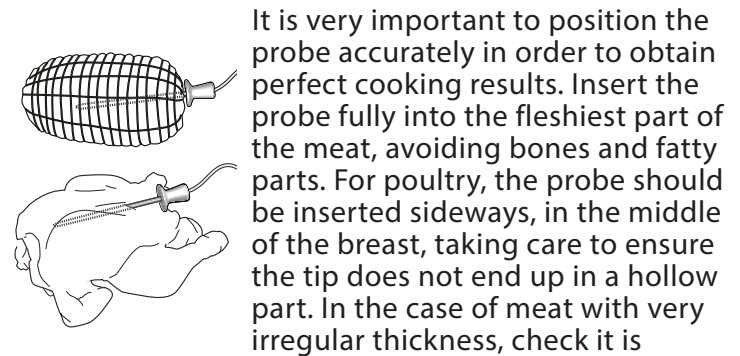 It is very important to position the
probe accurately in order to obtain
perfect cooking results. Insert the
probe fully into the fleshiest part of
the meat, avoiding bones and fatty
parts. For poultry, the probe should
be inserted sideways, in the middle
of the breast, taking care to ensure
the tip does not end up in a hollow
part. In the case of meat with very
irregular thickness, check it is